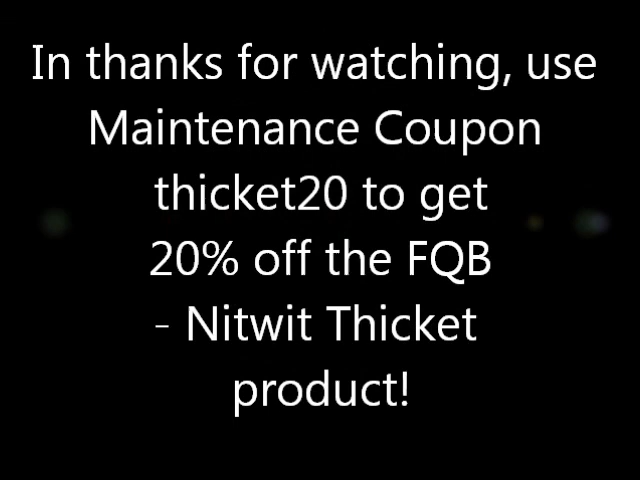 In thanks for watching, use
Maintenance Coupon
thicket20 to get
20% off the FQB
- Nitwit Thicket
product!